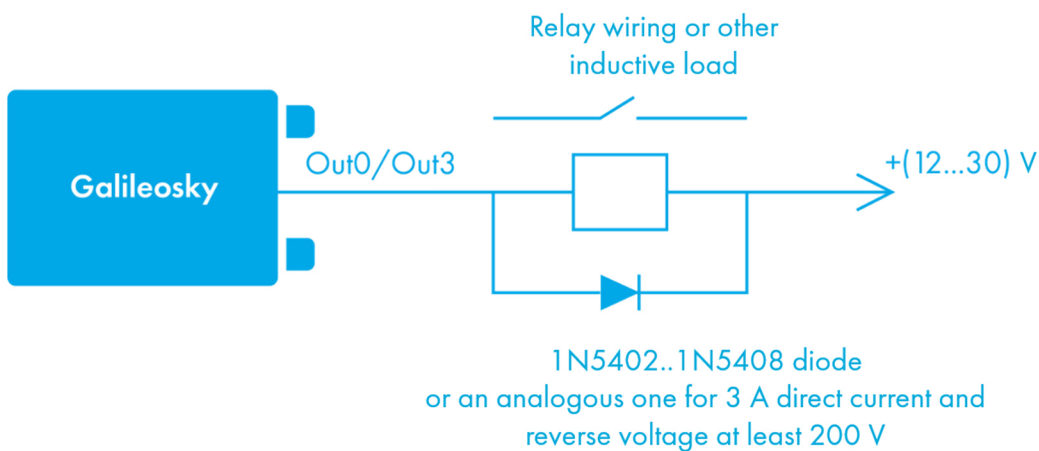 Relay wiring or other
inductive load
Galileosky
Out0/Out3
+(12...30) V
1N5402..1N5408 diode
or an analogous one for 3 A direct current and
reverse voltage at least 200 V